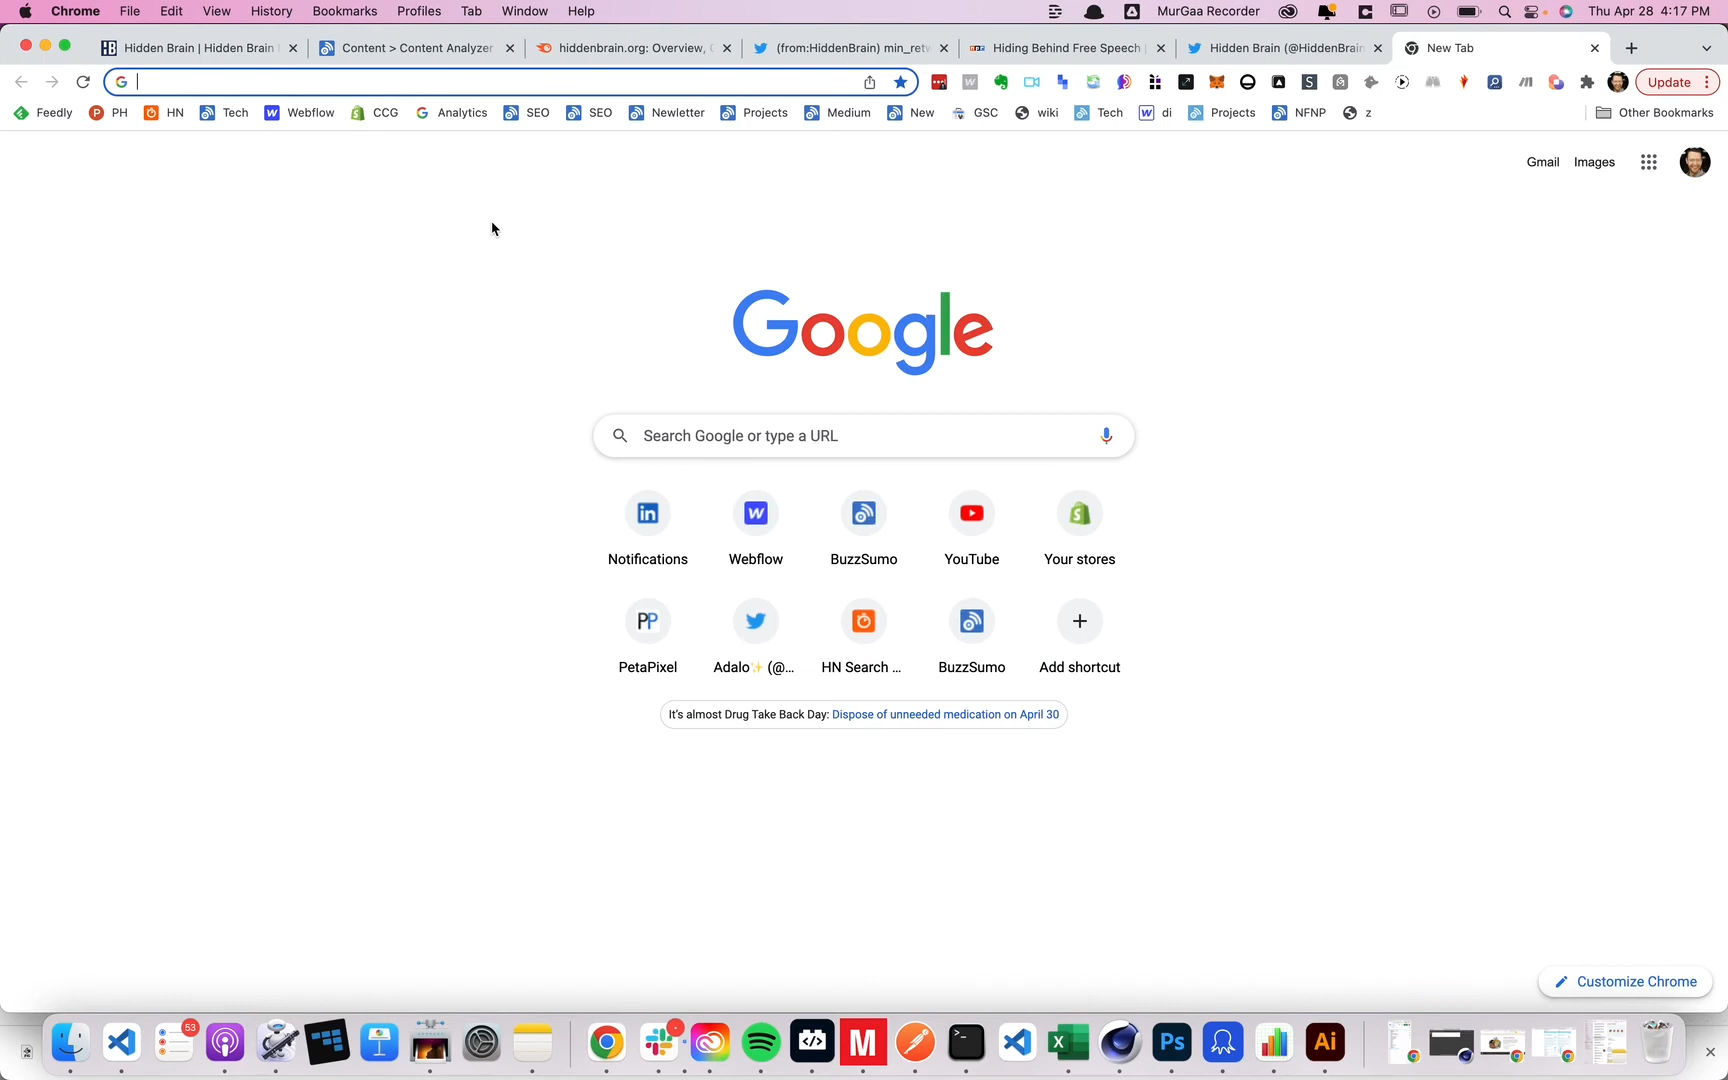 Chrome File Edit View History Bookmarks Profiles Tab Window Help MurGaa Recorder Thu Apr 28 4:17 PM
Hidden Brain | Hidden Brain Content > Content Analyzer hiddenbrain.org: Overview, (from:HiddenBrain) min_retw Hiding Behind Free Speech Hidden Brain (@HiddenBrain New Tab
Update
Feedly PH HN Tech Webflow CCG Analytics SEO SEO Newletter Projects Medium New GSC wiki Tech di Projects NFNP z Other Bookmarks
Gmail Images
Google
Search Google or type a URL
Notifications Webflow BuzzSumo YouTube Your stores
PP
PetaPixel Adalo✨ (@... HN Search ... BuzzSumo Add shortcut
It's almost Drug Take Back Day: Dispose of unneeded medication on April 30
Customize Chrome
53
M Ps Ai